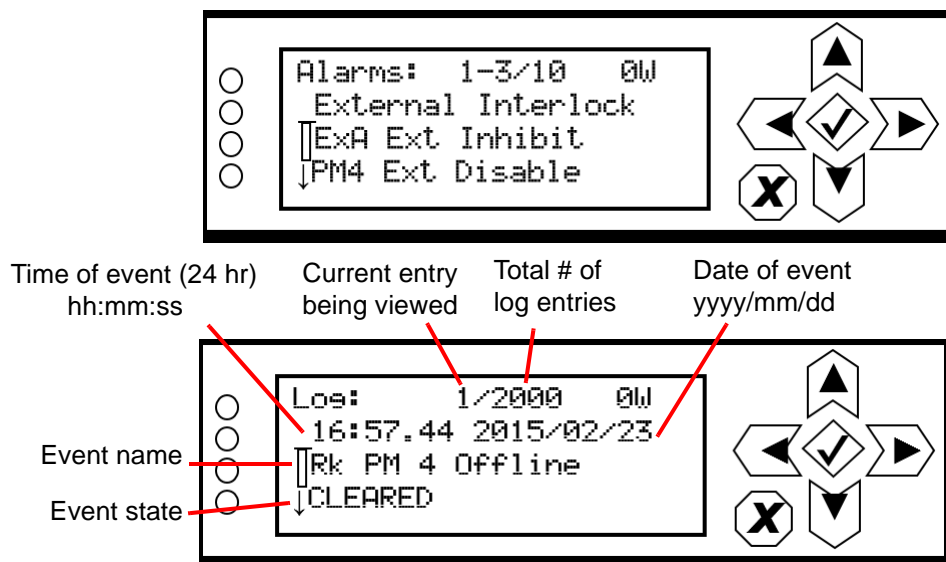 Alarms: 1-3/10 0W
External Interlock
ExA Ext Inhibit
↓PM4 Ext Disable
X
Time of event (24 hr)
hh:mm:ss
Current entry
being viewed
Total # of
log entries
Date of event
yyyy/mm/dd
Log: 1/2000 0W
16:57.44 2015/02/23
Event name
Rk PM 4 Offline
Event state
↓CLEARED
X